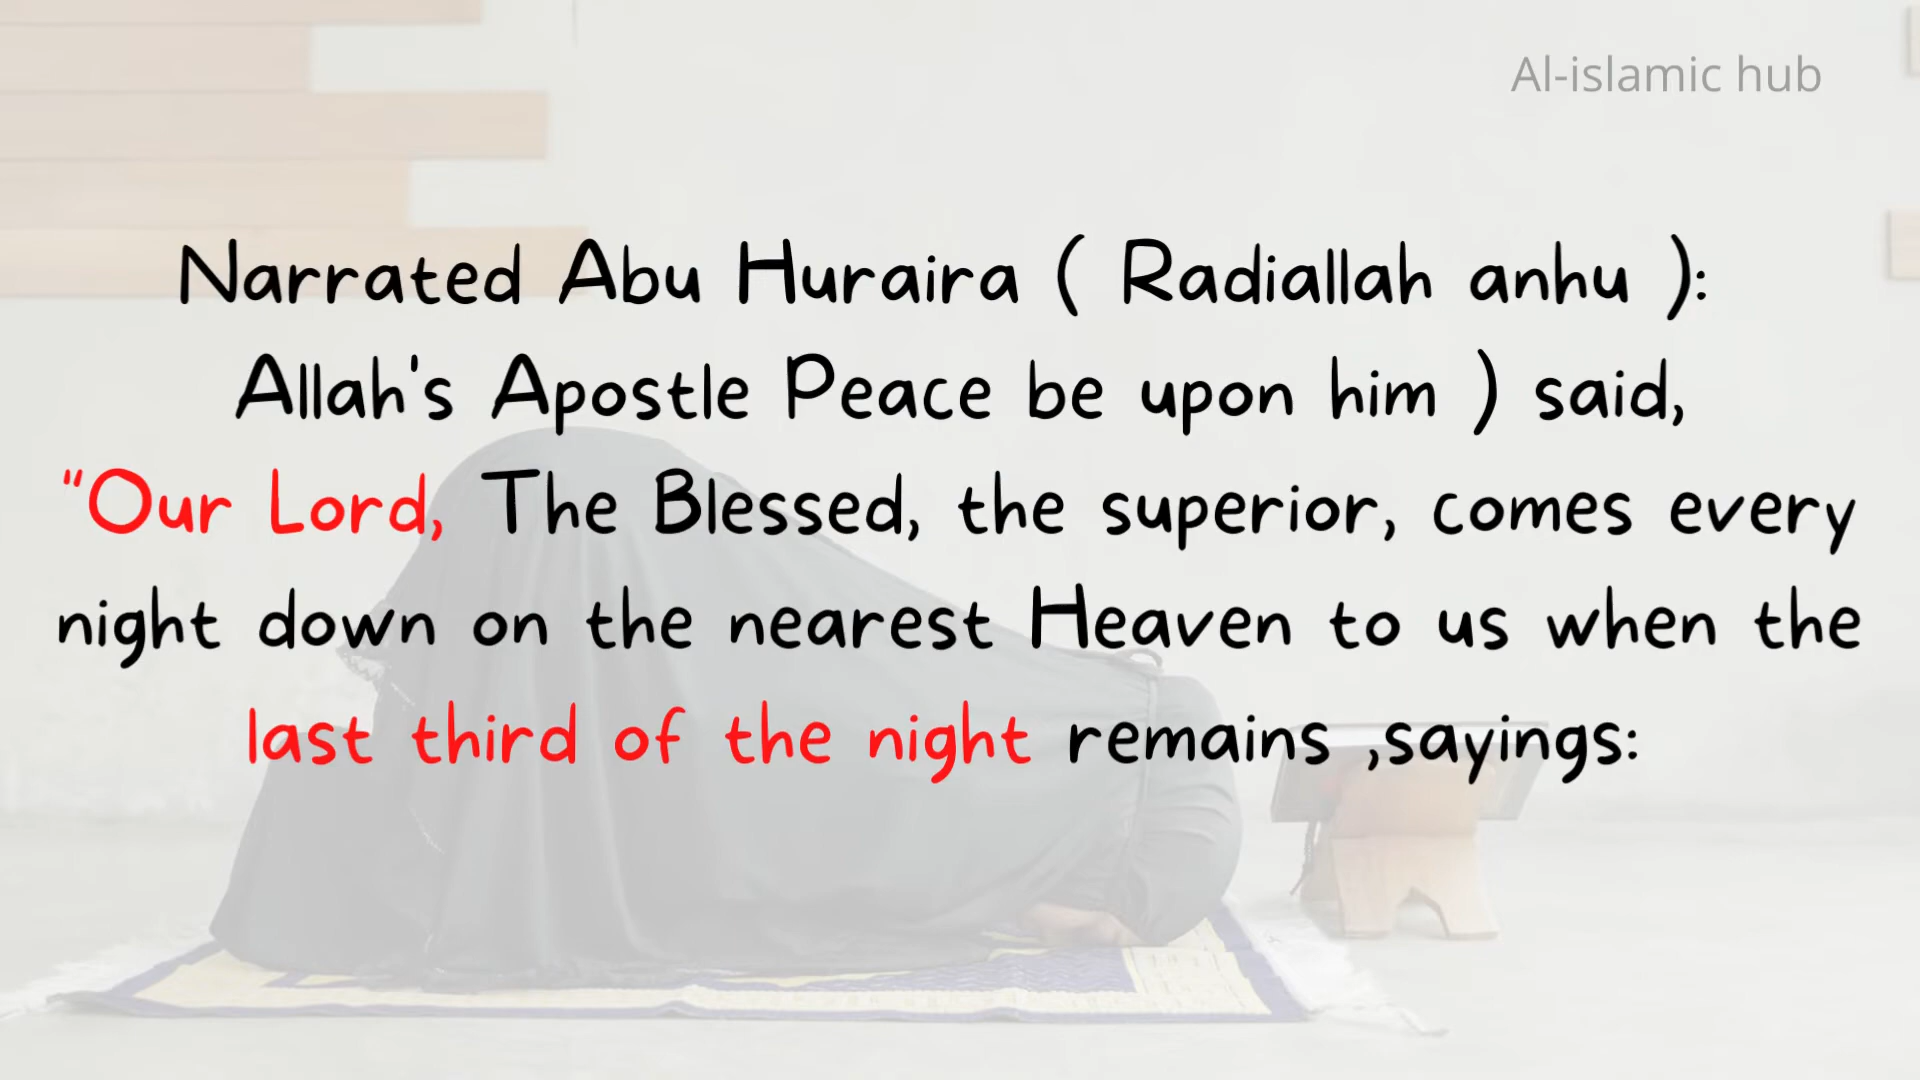 Al-islamic hub
Narrated Abu Huraira ( Radiallah anhu ):
Allah's Apostle Peace be upon him ) said,
"Our Lord, The Blessed, the superior, comes every
night down on the nearest Heaven to us when the
last third of the night remains ,sayings: